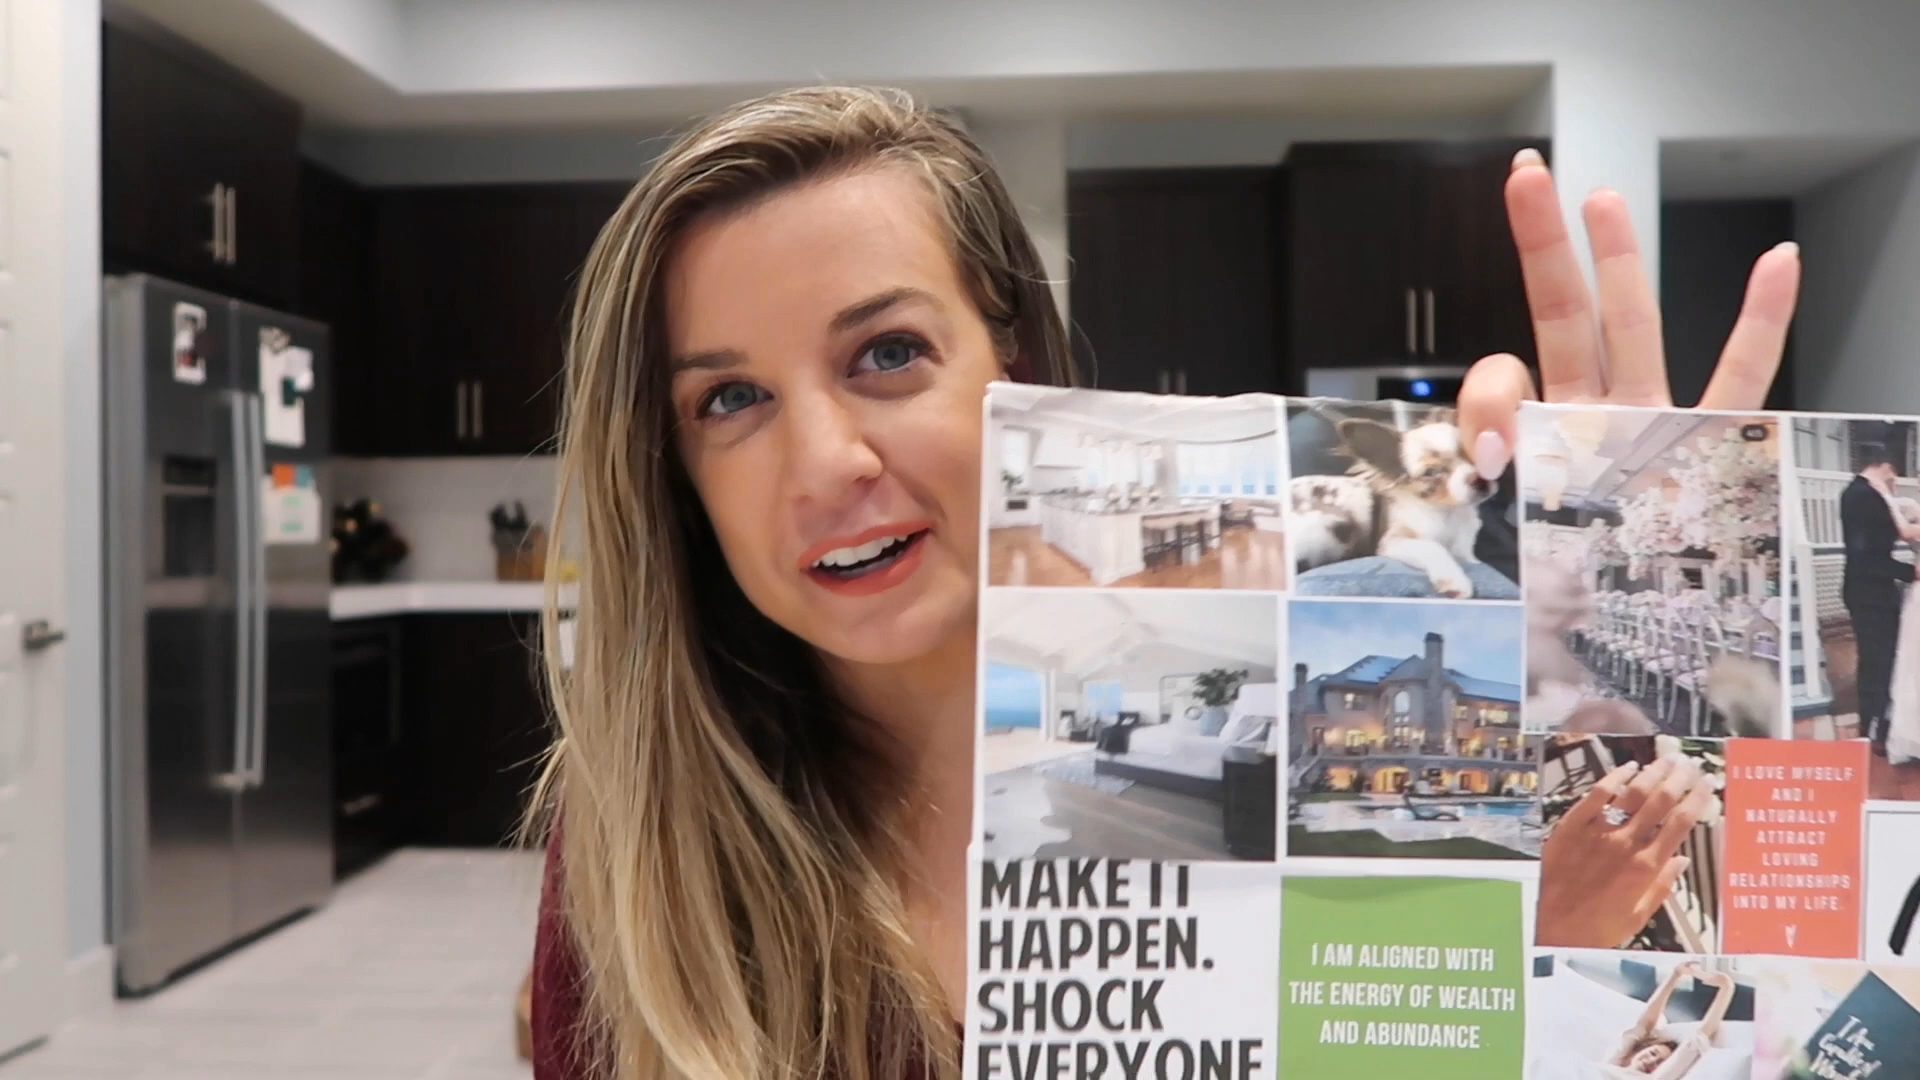 MAKE IT
HAPPEN.
SHOCK
EVERYONE
I AM ALIGNED WITH
THE ENERGY OF WEALTH
AND ABUNDANCE
I LOVE MYSELF
AND I
NATURALLY
ATTRACT
LOVING
RELATIONSHIPS
INTO MY LIFE.